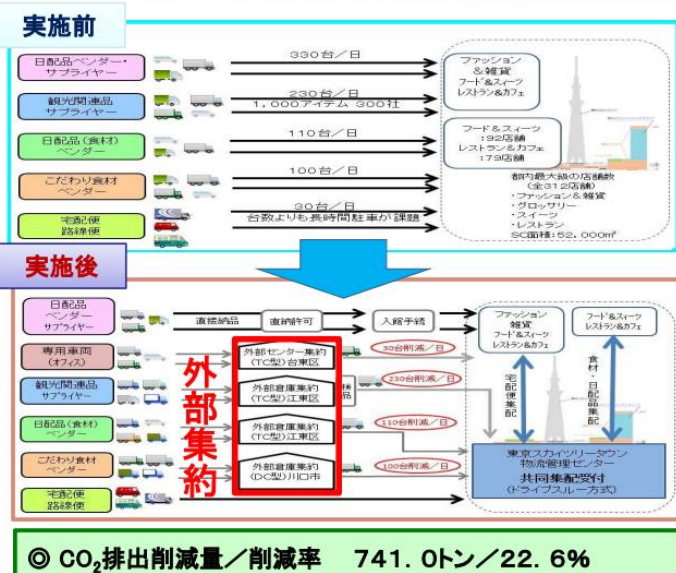 実施前
日配品ベンダー・
サプライヤー
330台/日
ファッション
&雑貨
フード&スィーツ
レストラン&カフェ
観光関連品
サプライヤー
230台/日
1,000アイテム 300社
日配品(食材)
ベンダー
110台/日
フード&スィーツ
:92店舗
レストラン&カフェ
:79店舗
こだわり食材
ベンダー
100台/日
都内最大級の店舗数
(全312店舗)
・ファッション&雑貨
・グロッサリー
・スイーツ
・レストラン
SC面積:52,000㎡
宅配便
路線便
30台/日
台数よりも長時間駐車が課題
実施後
日配品
ベンダー
サプライヤー
直接納品
直納許可
入館手続
ファッション
雑貨
フード&スィーツ
レストラン&カフェ
フード&スィーツ
レストラン&カフェ
専用車両
(オフィス)
外部センター集約
(TC型)台東区
30台削減/日
観光関連品
サプライヤー
外部倉庫集約
(TC型)江東区
検品
230台削減/日
日配品(食材)
ベンダー
外部倉庫集約
(TC型)江東区
110台削減/日
こだわり食材
ベンダー
外部倉庫集約
(DC型)川口市
100台削減/日
宅配便
路線便
外部集約
宅配便集配
食材・日配品集配
東京スカイツリータウン
物流管理センター
共同集配受付
(ドライブスルー方式)
◎ CO₂排出削減量/削減率 741.0トン/22.6%